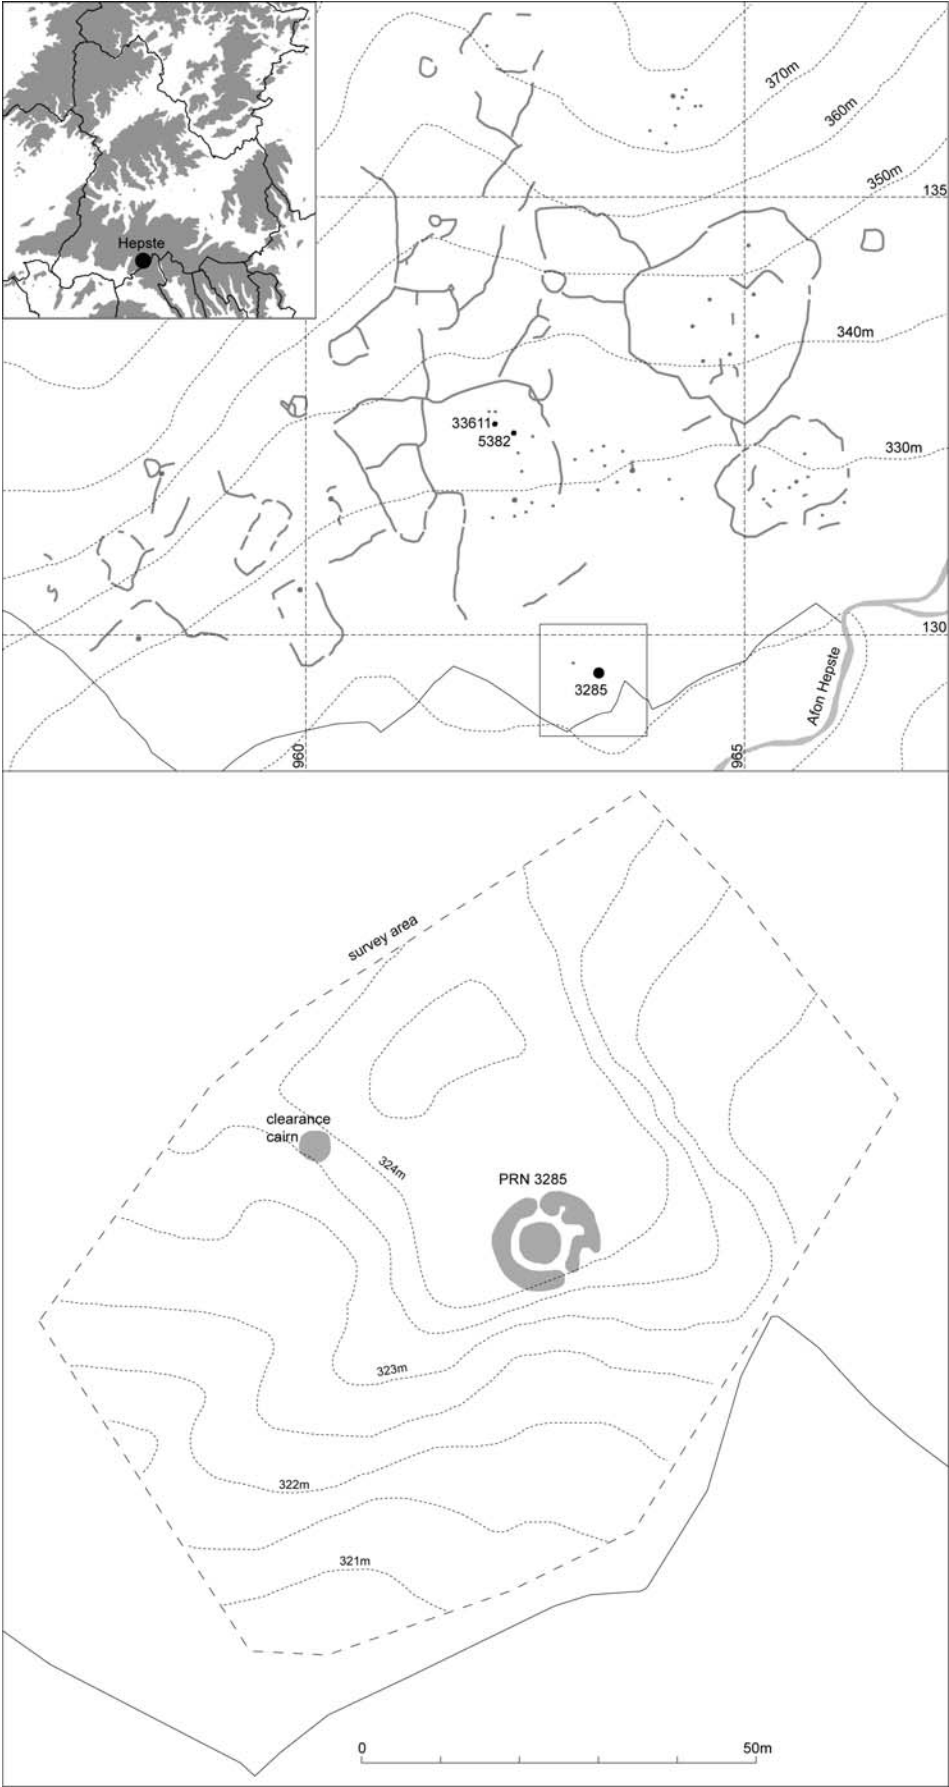 370m
360m
350m
135
Hepste
340m
33611
5382
330m
130
3285
Afon Hepste
960
965
survey area
clearance
cairn
324m
PRN 3285
323m
322m
321m
0
50m